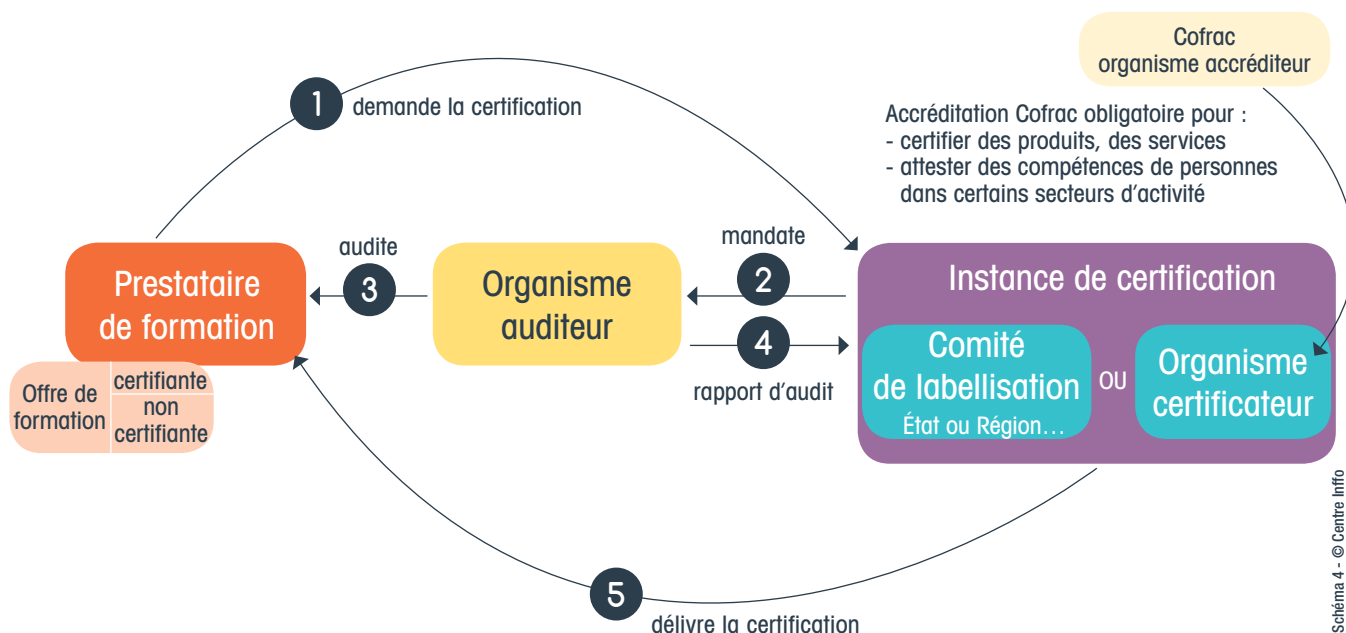 Cofrac
organisme accréditeur
1
demande la certification
Accréditation Cofrac obligatoire pour :
- certifier des produits, des services
- attester des compétences de personnes
dans certains secteurs d'activité
Prestataire
de formation
Offre de
formation
certifiante
non
certifiante
audite
3
Organisme
auditeur
mandate
2
4
rapport d'audit
Instance de certification
Comité
de labellisation
État ou Région…
OU
Organisme
certificateur
5
délivre la certification
Schéma 4 - © Centre Inffo